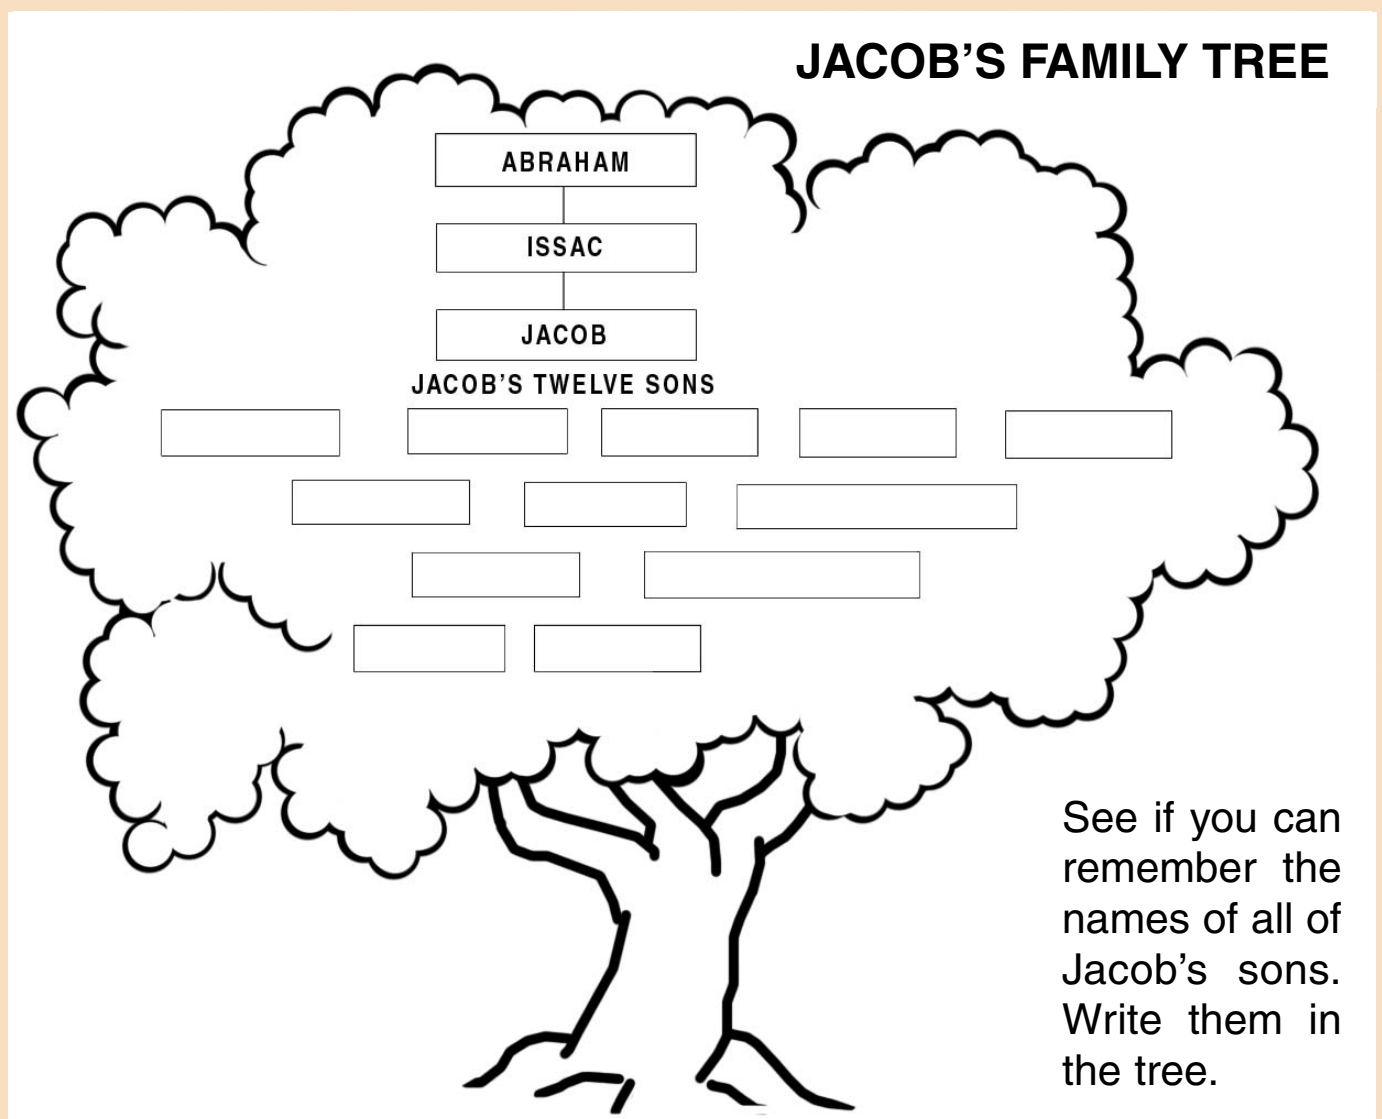 JACOB’S FAMILY TREE
ABRAHAM
ISSAC
JACOB
JACOB’S TWELVE SONS
See if you can
remember the
names of all of
Jacob’s sons.
Write them in
the tree.